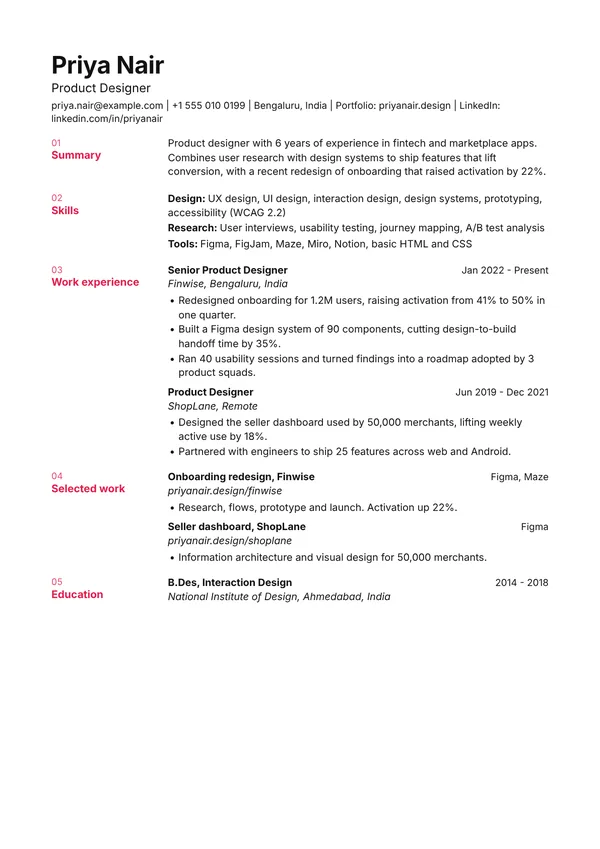 Priya Nair
Product Designer
priya.nair@example.com | +1 555 010 0199 | Bengaluru, India | Portfolio: priyanair.design | LinkedIn:
linkedin.com/in/priyanair
01
Summary
Product designer with 6 years of experience in fintech and marketplace apps.
Combines user research with design systems to ship features that lift
conversion, with a recent redesign of onboarding that raised activation by 22%.
02
Skills
Design: UX design, UI design, interaction design, design systems, prototyping,
accessibility (WCAG 2.2)
Research: User interviews, usability testing, journey mapping, A/B test analysis
Tools: Figma, FigJam, Maze, Miro, Notion, basic HTML and CSS
03
Work experience
Senior Product Designer Jan 2022 - Present
Finwise, Bengaluru, India
• Redesigned onboarding for 1.2M users, raising activation from 41% to 50% in
one quarter.
• Built a Figma design system of 90 components, cutting design-to-build
handoff time by 35%.
• Ran 40 usability sessions and turned findings into a roadmap adopted by 3
product squads.
Product Designer Jun 2019 - Dec 2021
ShopLane, Remote
• Designed the seller dashboard used by 50,000 merchants, lifting weekly
active use by 18%.
• Partnered with engineers to ship 25 features across web and Android.
04
Selected work
Onboarding redesign, Finwise Figma, Maze
priyanair.design/finwise
• Research, flows, prototype and launch. Activation up 22%.
Seller dashboard, ShopLane Figma
priyanair.design/shoplane
• Information architecture and visual design for 50,000 merchants.
05
Education
B.Des, Interaction Design 2014 - 2018
National Institute of Design, Ahmedabad, India